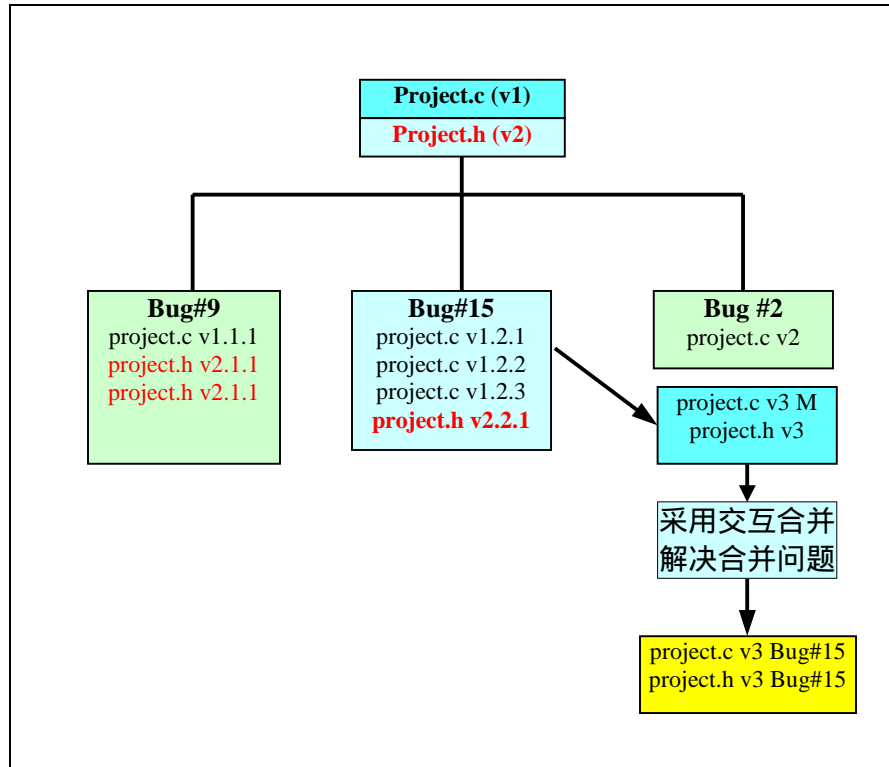 Project.c (v1)
Project.h (v2)
Bug#9
project.c v1.1.1
project.h v2.1.1
project.h v2.1.1
Bug#15
project.c v1.2.1
project.c v1.2.2
project.c v1.2.3
project.h v2.2.1
Bug #2
project.c v2
project.c v3 M
project.h v3
采用交互合并
解决合并问题
project.c v3 Bug#15
project.h v3 Bug#15